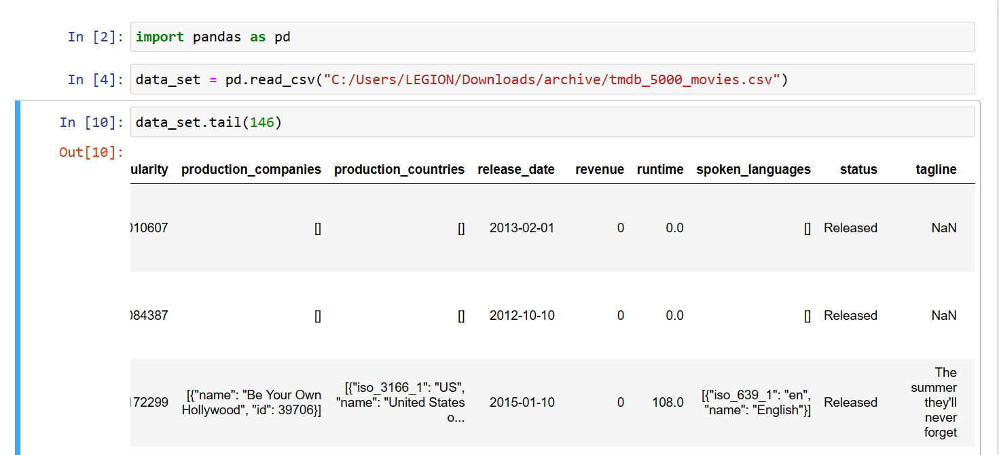 In [2]: import pandas as pd
In [4]: data_set = pd.read_csv("C:/Users/LEGION/Downloads/archive/tmdb_5000_movies.csv")
In [10]: data_set.tail(146)
Out[10]:
ularity production_companies production_countries release_date revenue runtime spoken_languages status tagline
010607 [] [] 2013-02-01 0 0.0 [] Released NaN
084387 [] [] 2012-10-10 0 0.0 [] Released NaN
172299 [{"name": "Be Your Own
Hollywood", "id": 39706}]
[{"iso_3166_1": "US",
"name": "United States
o...
2015-01-10 0 108.0
[{"iso_639_1": "en",
"name": "English"}]
Released
The
summer
they'll
never
forget